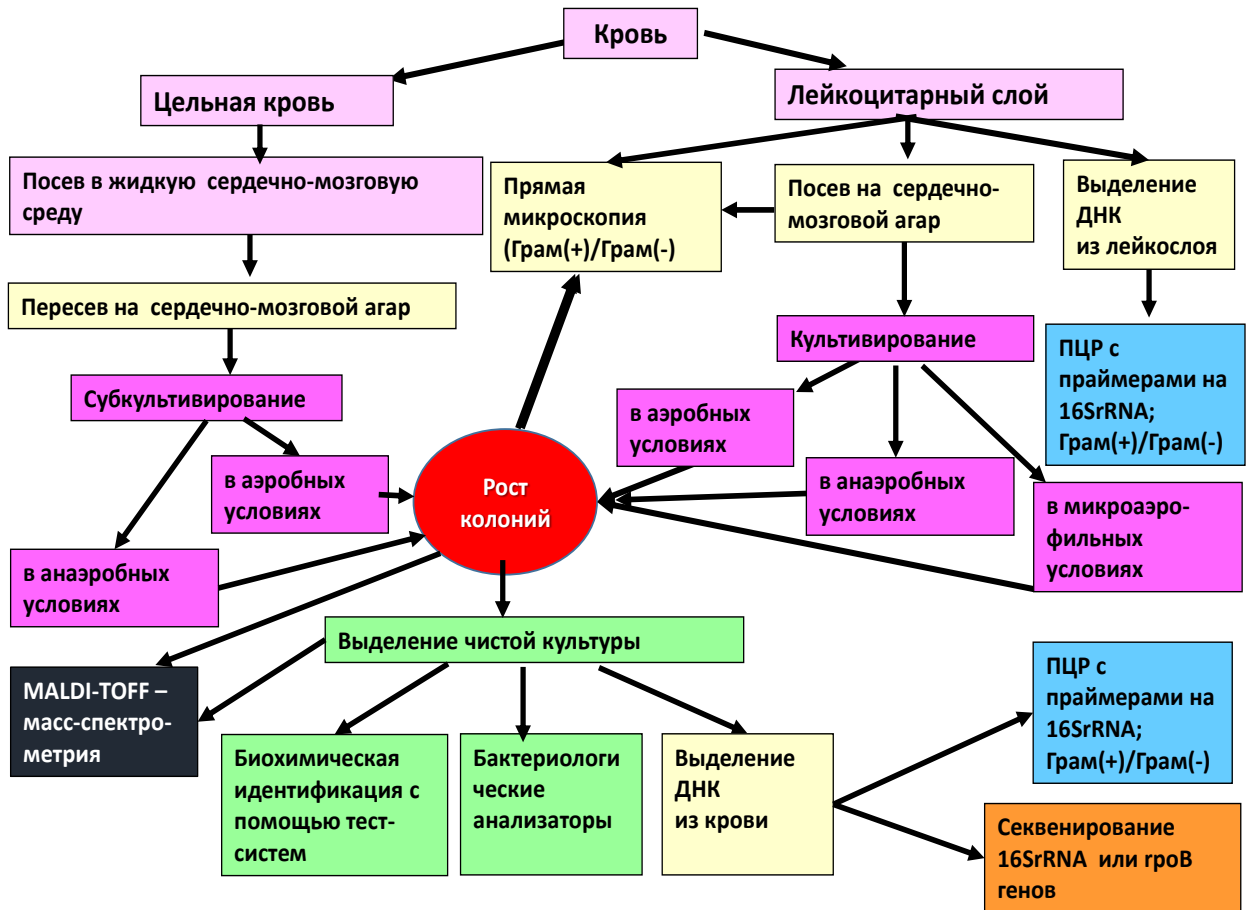 Кровь
Цельная кровь
Лейкоцитарный слой
Посев в жидкую сердечно-мозговую
среду
Прямая
микроскопия
(Грам(+)/Грам(-)
Посев на сердечно-
мозговой агар
Выделение
ДНК
из лейкослоя
Пересев на сердечно-мозговой агар
Культивирование
ПЦР с
праймерами на
16SrRNA;
Грам(+)/Грам(-)
Субкультивирование
в аэробных
условиях
в аэробных
условиях
Рост
колоний
в анаэробных
условиях
в микроаэро-
фильных
условиях
в анаэробных
условиях
Выделение чистой культуры
MALDI-TOFF –
масс-спектро-
метрия
Биохимическая
идентификация с
помощью тест-
систем
Бактериологи
ческие
анализаторы
Выделение
ДНК
из крови
ПЦР с
праймерами на
16SrRNA;
Грам(+)/Грам(-)
Секвенирование
16SrRNA или rpoB
генов